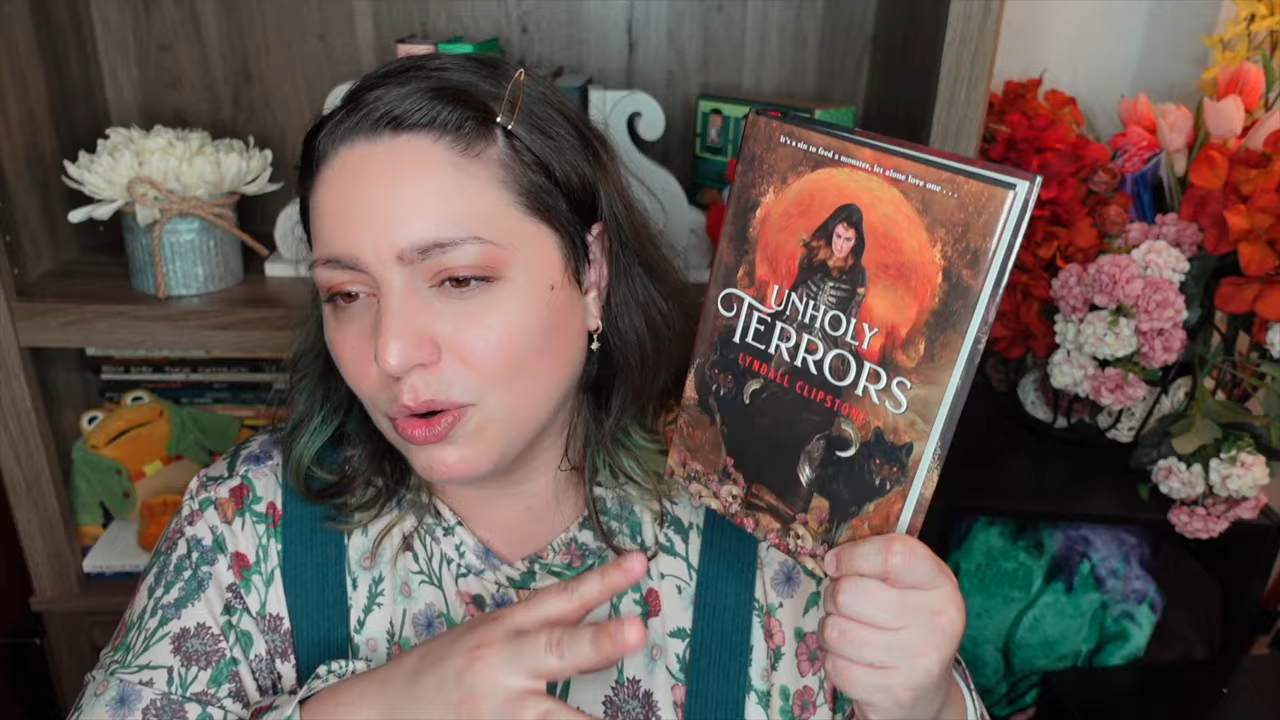 It's a sin to feed a monster, let alone love one . . .
UNHOLY
TERRORS
LYNDALL CLIPSTONE